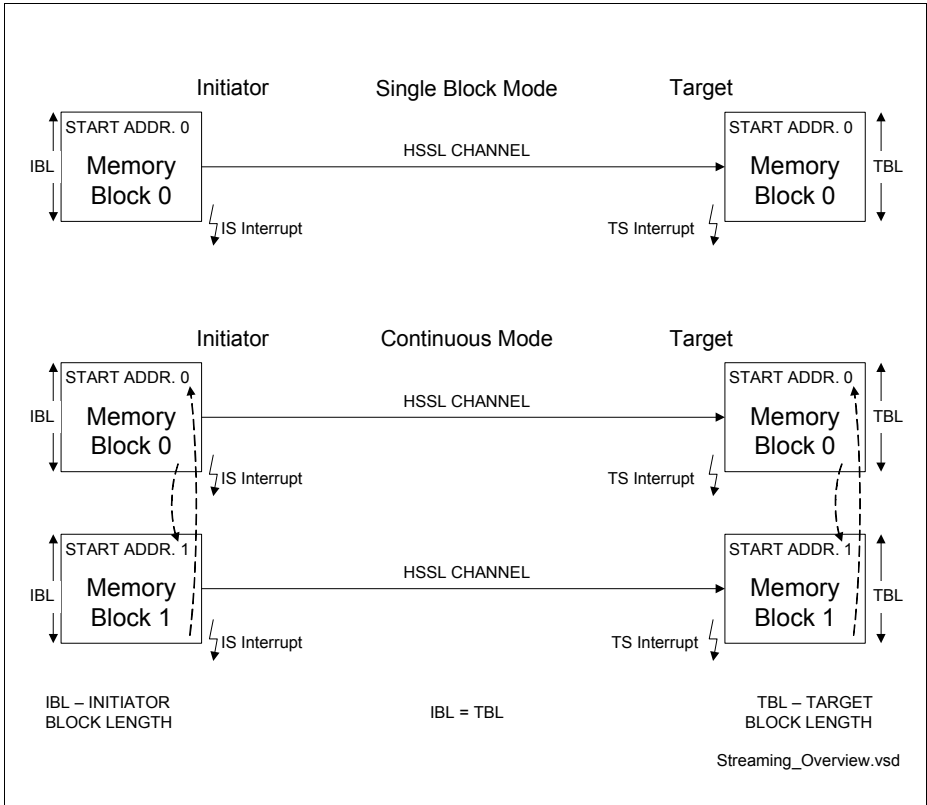 Initiator Single Block Mode Target
START ADDR. 0 START ADDR. 0
HSSL CHANNEL
IBL Memory Memory TBL
Block 0 Block 0
IS Interrupt TS Interrupt
Initiator Continuous Mode Target
START ADDR. 0 START ADDR. 0
HSSL CHANNEL
IBL Memory Memory TBL
Block 0 Block 0
IS Interrupt TS Interrupt
START ADDR. 1 START ADDR. 1
HSSL CHANNEL
IBL Memory Memory TBL
Block 1 Block 1
IS Interrupt TS Interrupt
IBL – INITIATOR
BLOCK LENGTH
IBL = TBL
TBL – TARGET
BLOCK LENGTH
Streaming_Overview.vsd